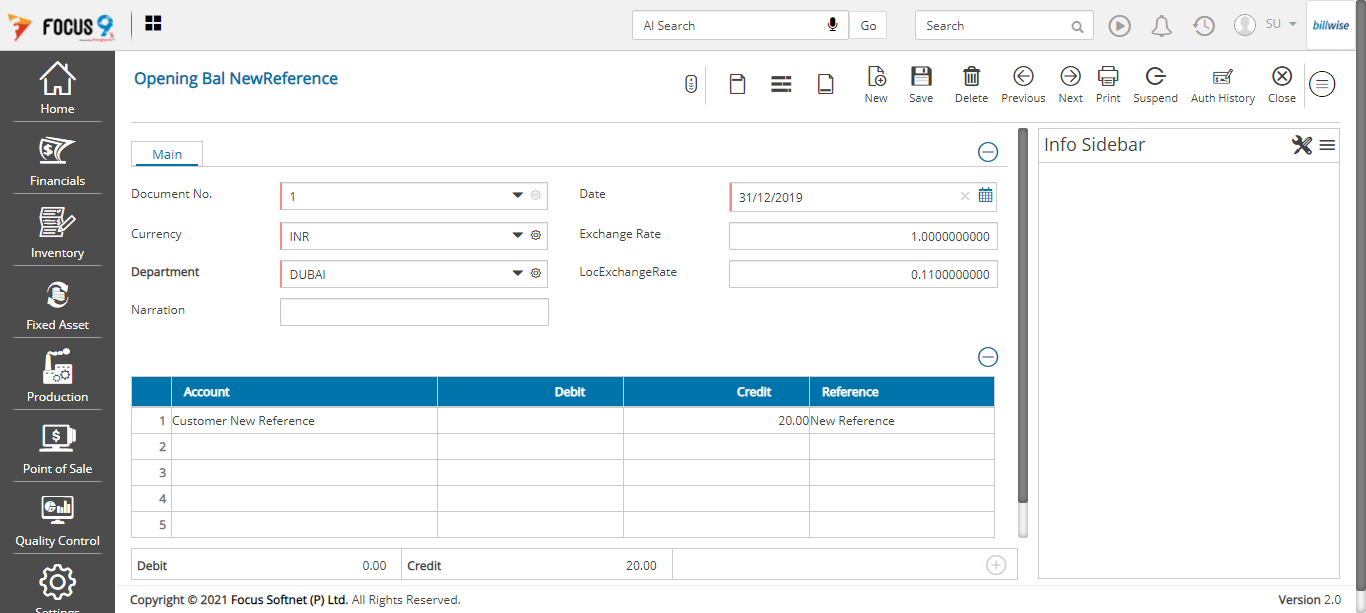 FOCUS 9
AI Search
Go
Search
SU
billwise
Home
Financials
Inventory
Fixed Asset
Production
Point of Sale
Quality Control
Settings
Opening Bal NewReference
New
Save
Delete
Previous
Next
Print
Suspend
Auth History
Close
Main
Document No.
1
Date
31/12/2019
Currency
INR
Exchange Rate
1.0000000000
Department
DUBAI
LocExchangeRate
0.1100000000
Narration
Info Sidebar
Account Debit Credit Reference
1 Customer New Reference 20.00 New Reference
2
3
4
5
Debit 0.00 Credit 20.00
Copyright © 2021 Focus Softnet (P) Ltd. All Rights Reserved.
Version 2.0